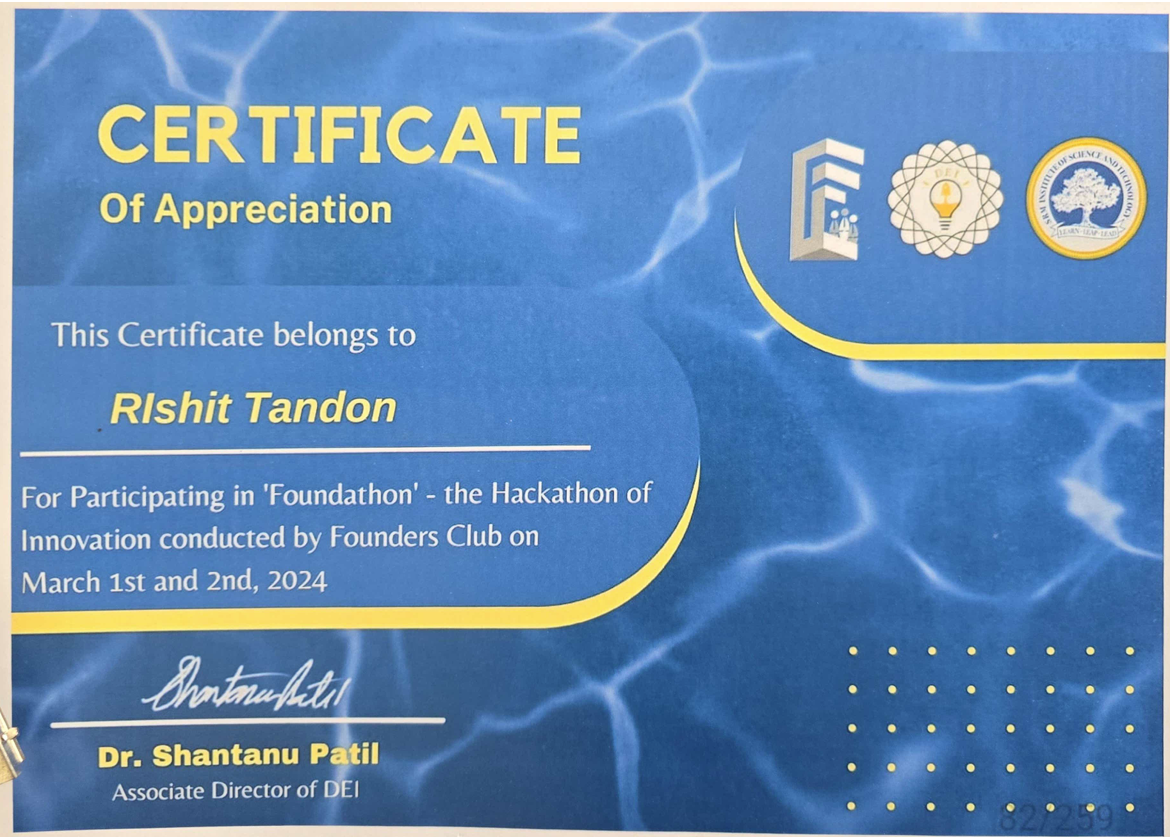 CERTIFICATE
Of Appreciation
DEI
SRM INSTITUTE OF SCIENCE AND TECHNOLOGY
LEARN - LEAP - LEAD
This Certificate belongs to
RIshit Tandon
For Participating in 'Foundathon' - the Hackathon of
Innovation conducted by Founders Club on
March 1st and 2nd, 2024
Shantanu Patil
Dr. Shantanu Patil
Associate Director of DEI
82/259